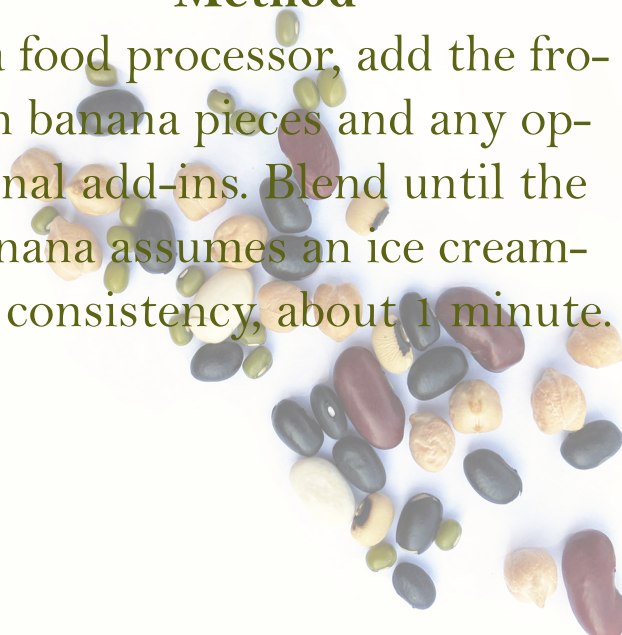 Method
food processor, add the fro-
banana pieces and any op-
nal add-ins. Blend until the
nana assumes an ice cream-
consistency, about 1 minute.